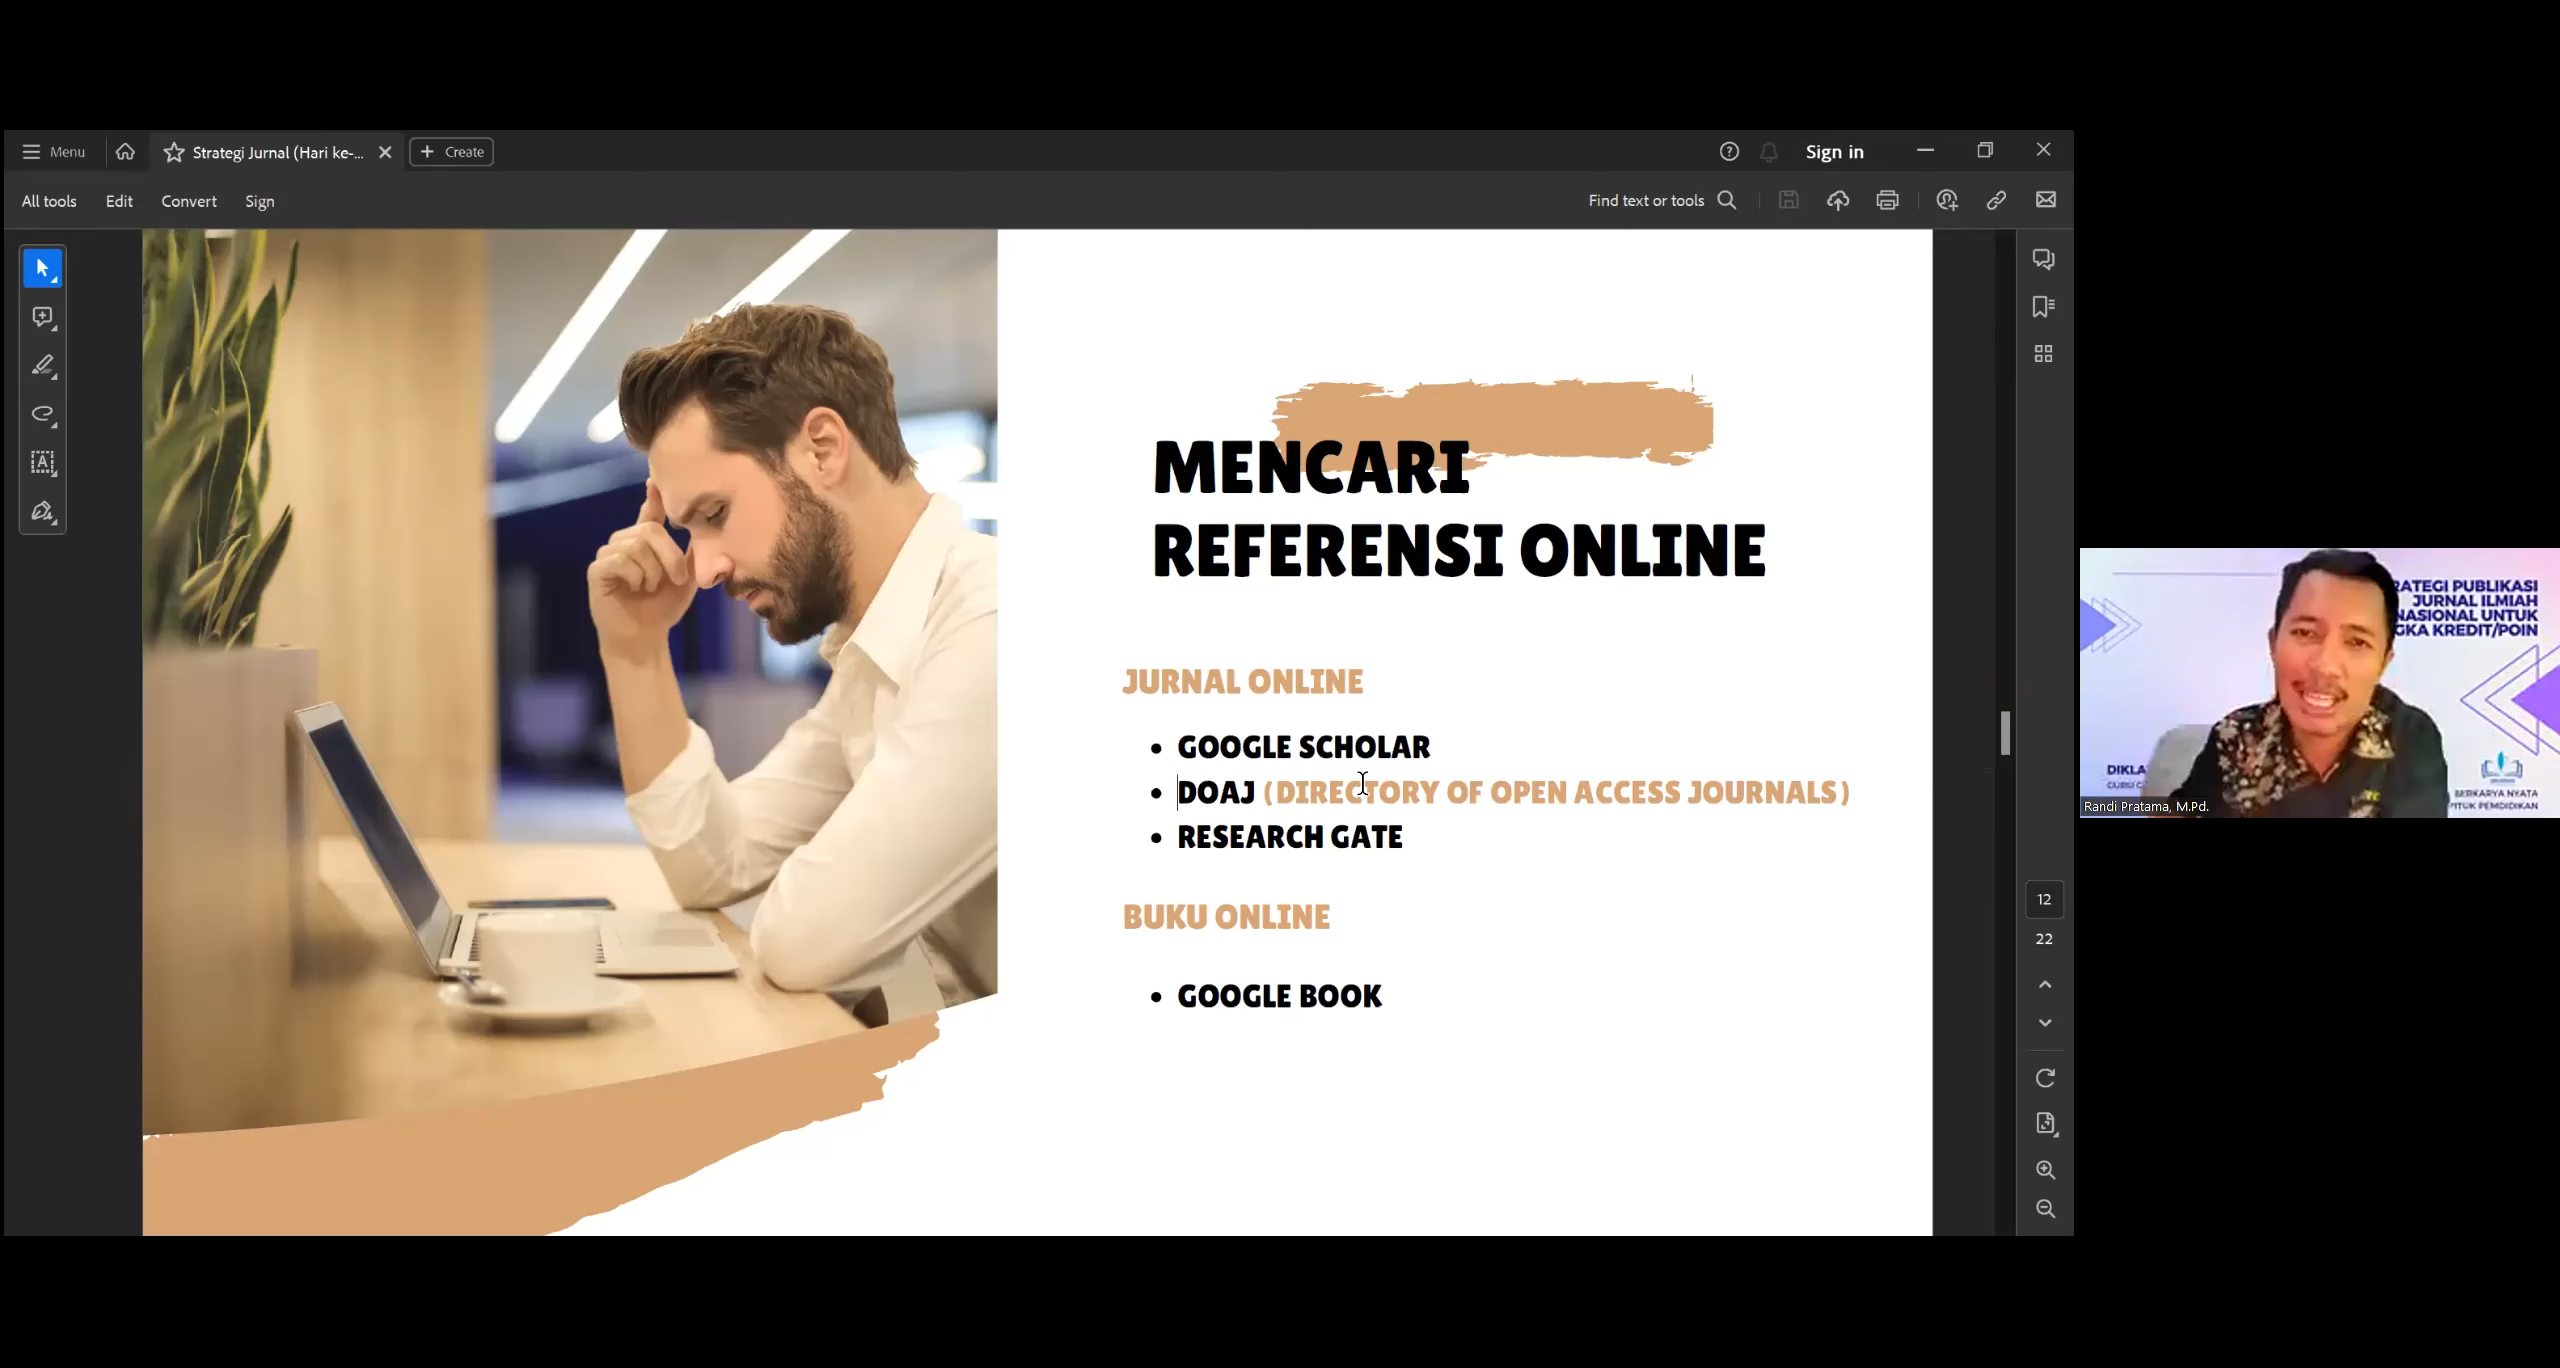 Menu
Strategi Jurnal (Hari ke-...
Create
Sign in
All tools
Edit
Convert
Sign
Find text or tools
MENCARI
REFERENSI ONLINE
JURNAL ONLINE
GOOGLE SCHOLAR
DOAJ (DIRECTORY OF OPEN ACCESS JOURNALS)
RESEARCH GATE
BUKU ONLINE
GOOGLE BOOK
12
22
RATEGI PUBLIKASI
JURNAL ILMIAH
NASIONAL UNTUK
GKA KREDIT/POIN
DIKLA
BERKARYA NYATA
NTUK PEMDIDIKAN
Randi Pratama, M.Pd.